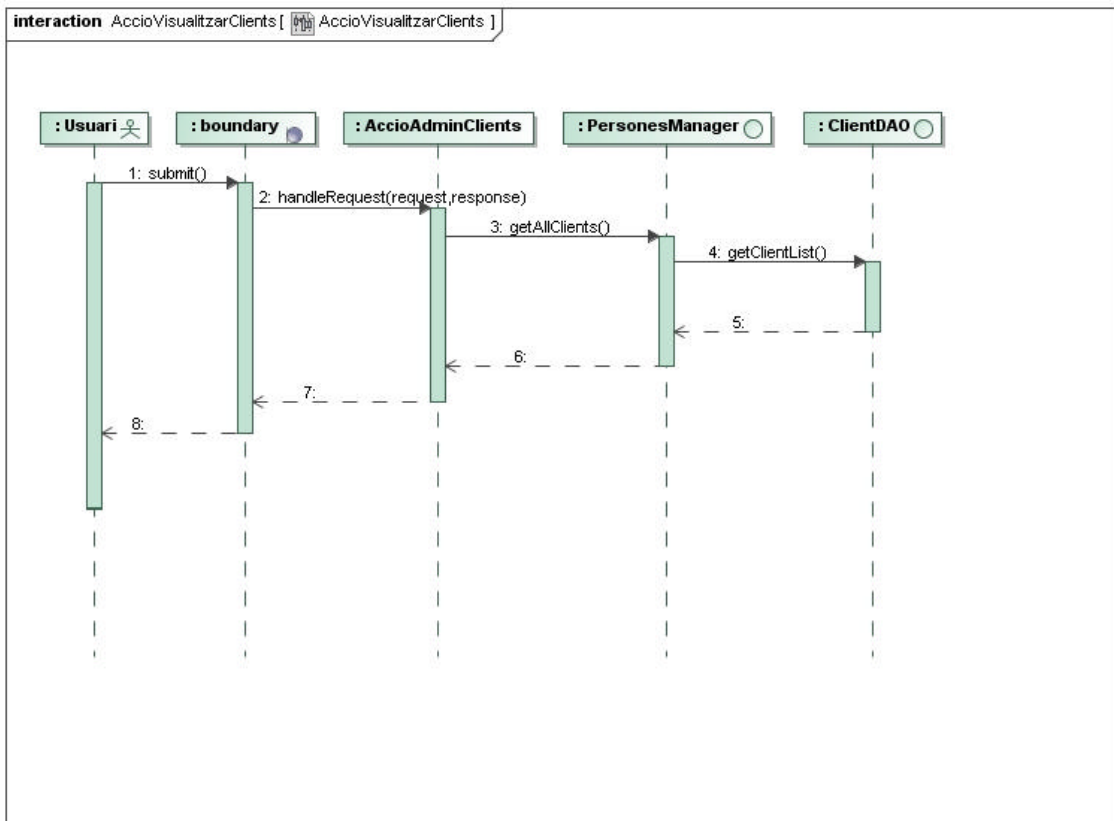 interaction AccioVisualitzarClients [ AccioVisualitzarClients ]
: Usuari
: boundary
: AccioAdminClients
: PersonesManager
: ClientDAO
1: submit()
2: handleRequest(request,response)
3: getAllClients()
4: getClientList()
5:
6:
7:
8: